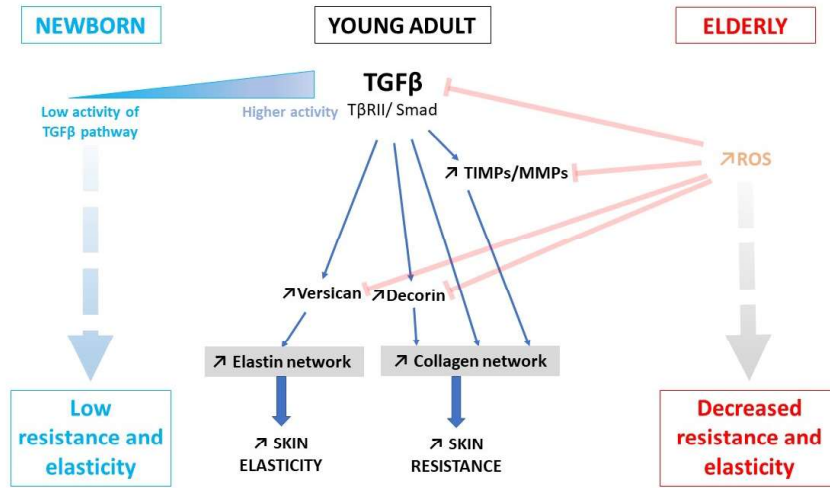 NEWBORN
YOUNG ADULT
ELDERLY
TGFβ
TβRII/ Smad
Low activity of
TGFβ pathway
Higher activity
↗ROS
↗ TIMPs/MMPs
↗Versican
↗Decorin
↗ Elastin network
↗ Collagen network
Low
resistance and
elasticity
↗ SKIN
ELASTICITY
↗ SKIN
RESISTANCE
Decreased
resistance and
elasticity